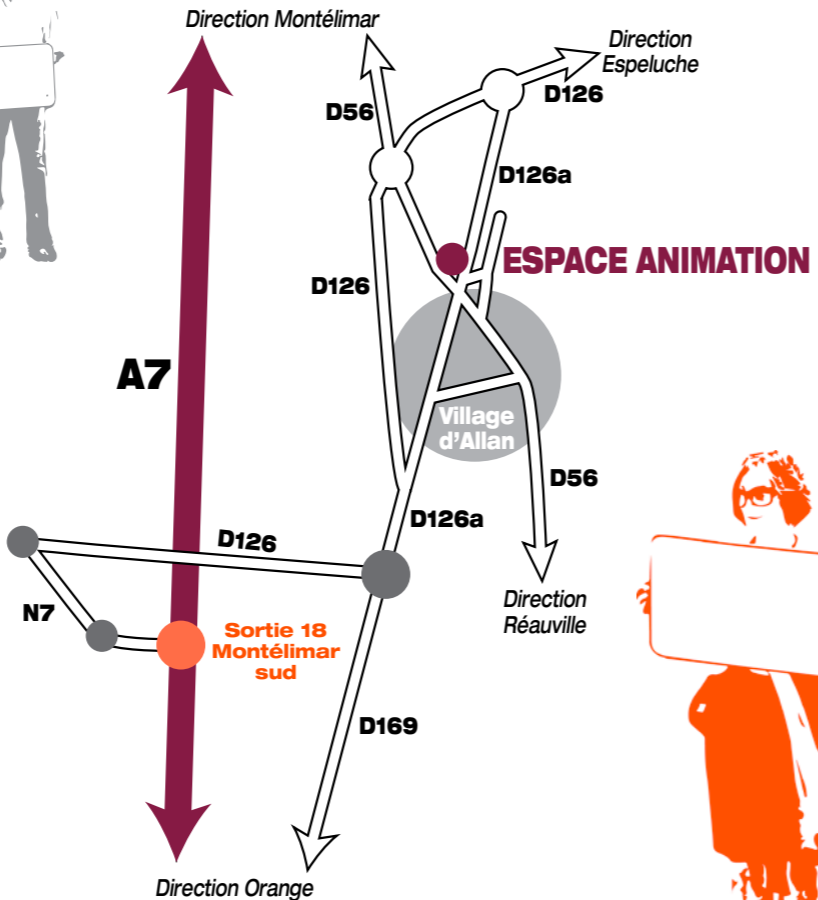 Direction Montélimar
Direction
Espeluche
D56
D126
D126a
ESPACE ANIMATION
D126
A7
Village
d'Allan
D56
D126a
D126
N7
Sortie 18
Montélimar
sud
Direction
Réauville
D169
Direction Orange